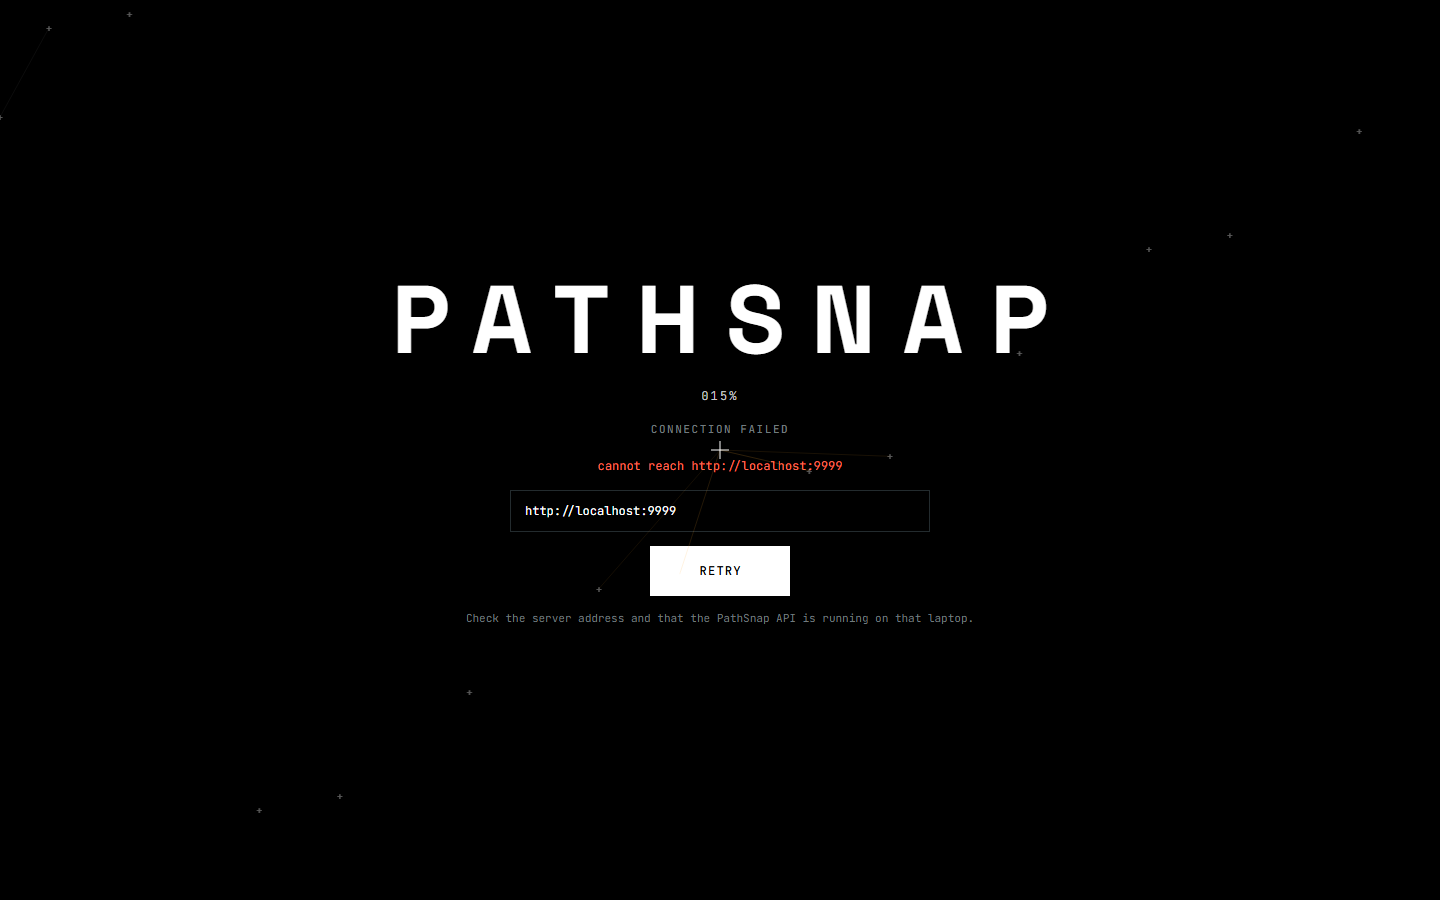 PATHSNAP
015%
CONNECTION FAILED
cannot reach http://localhost:9999
http://localhost:9999
RETRY
Check the server address and that the PathSnap API is running on that laptop.